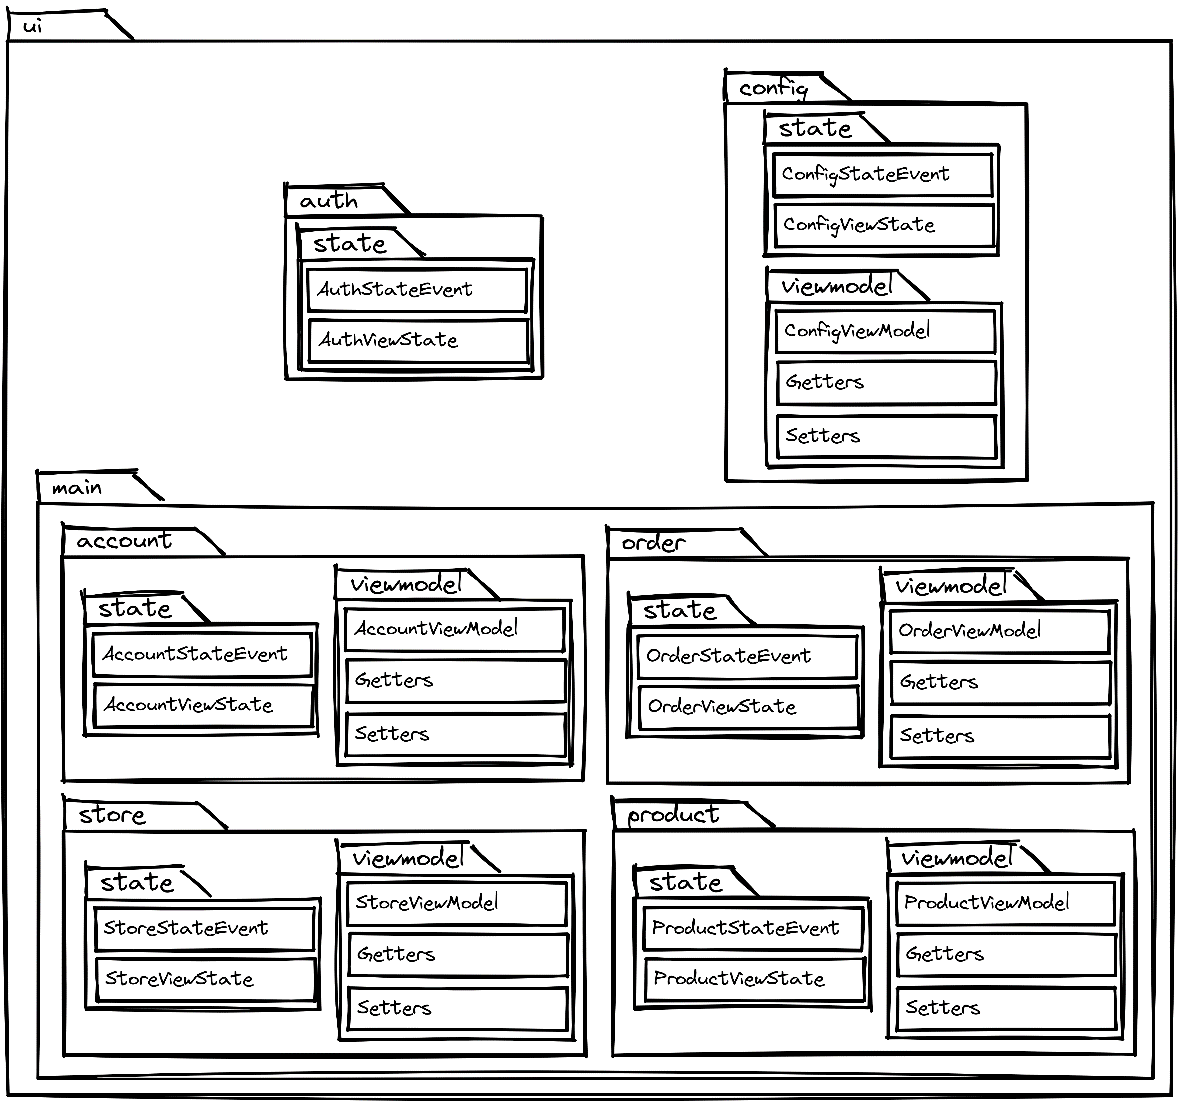 ui
config
state
ConfigStateEvent
ConfigViewState
viewmodel
ConfigViewModel
Getters
Setters
auth
state
AuthStateEvent
AuthViewState
main
account
state
AccountStateEvent
AccountViewState
viewmodel
AccountViewModel
Getters
Setters
order
state
OrderStateEvent
OrderViewState
viewmodel
OrderViewModel
Getters
Setters
store
state
StoreStateEvent
StoreViewState
viewmodel
StoreViewModel
Getters
Setters
product
state
ProductStateEvent
ProductViewState
viewmodel
ProductViewModel
Getters
Setters